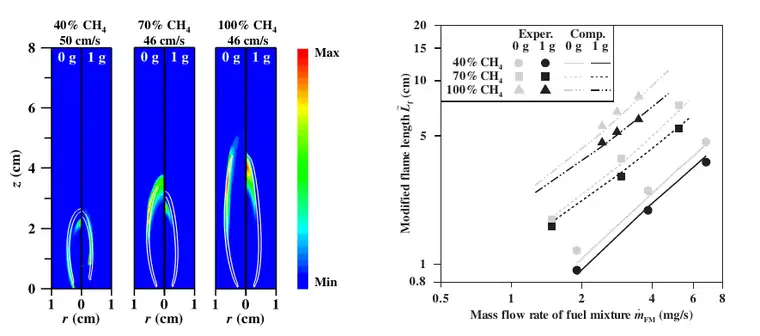 40% CH4 70% CH4 100% CH4
50 cm/s 46 cm/s 46 cm/s
0 g 1 g 0 g 1 g 0 g 1 g
Max
Min
8
6
4
2
0
z (cm)
1 0 1 1 0 1 1 0 1
r (cm) r (cm) r (cm)
Exper. Comp.
0 g 1 g 0 g 1 g
40% CH4
70% CH4
100% CH4
20
15
10
5
1
0.8
Modified flame length L̃f (cm)
0.5 1 2 4 6 8
Mass flow rate of fuel mixture ṁFM (mg/s)